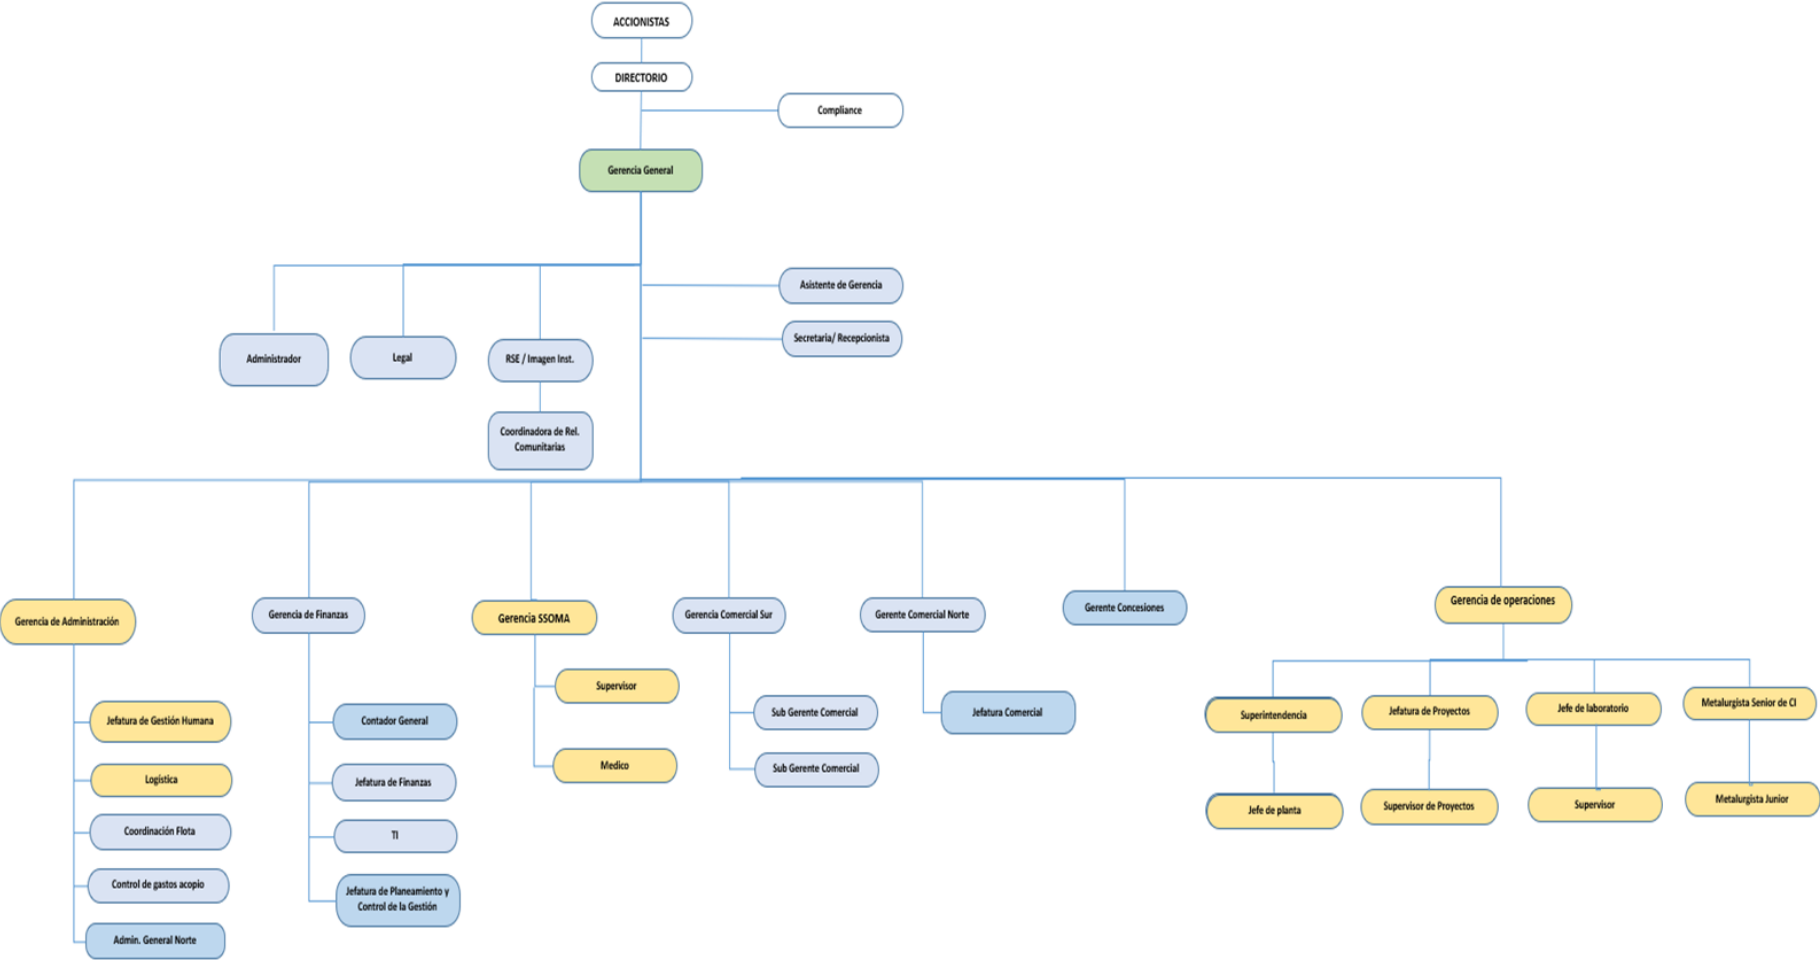 ACCIONISTAS
DIRECTORIO
Compliance
Gerencia General
Asistente de Gerencia
Secretaria/ Recepcionista
Administrador
Legal
RSE / Imagen Inst.
Coordinadora de Rel.
Comunitarias
Gerencia de Administración
Gerencia de Finanzas
Gerencia SSOMA
Gerencia Comercial Sur
Gerente Comercial Norte
Gerente Concesiones
Gerencia de operaciones
Jefatura de Gestión Humana
Logística
Coordinación Flota
Control de gastos acopio
Admin. General Norte
Contador General
Jefatura de Finanzas
TI
Jefatura de Planeamiento y
Control de la Gestión
Supervisor
Medico
Sub Gerente Comercial
Sub Gerente Comercial
Jefatura Comercial
Superintendencia
Jefatura de Proyectos
Jefe de laboratorio
Metalurgista Senior de CI
Jefe de planta
Supervisor de Proyectos
Supervisor
Metalurgista Junior